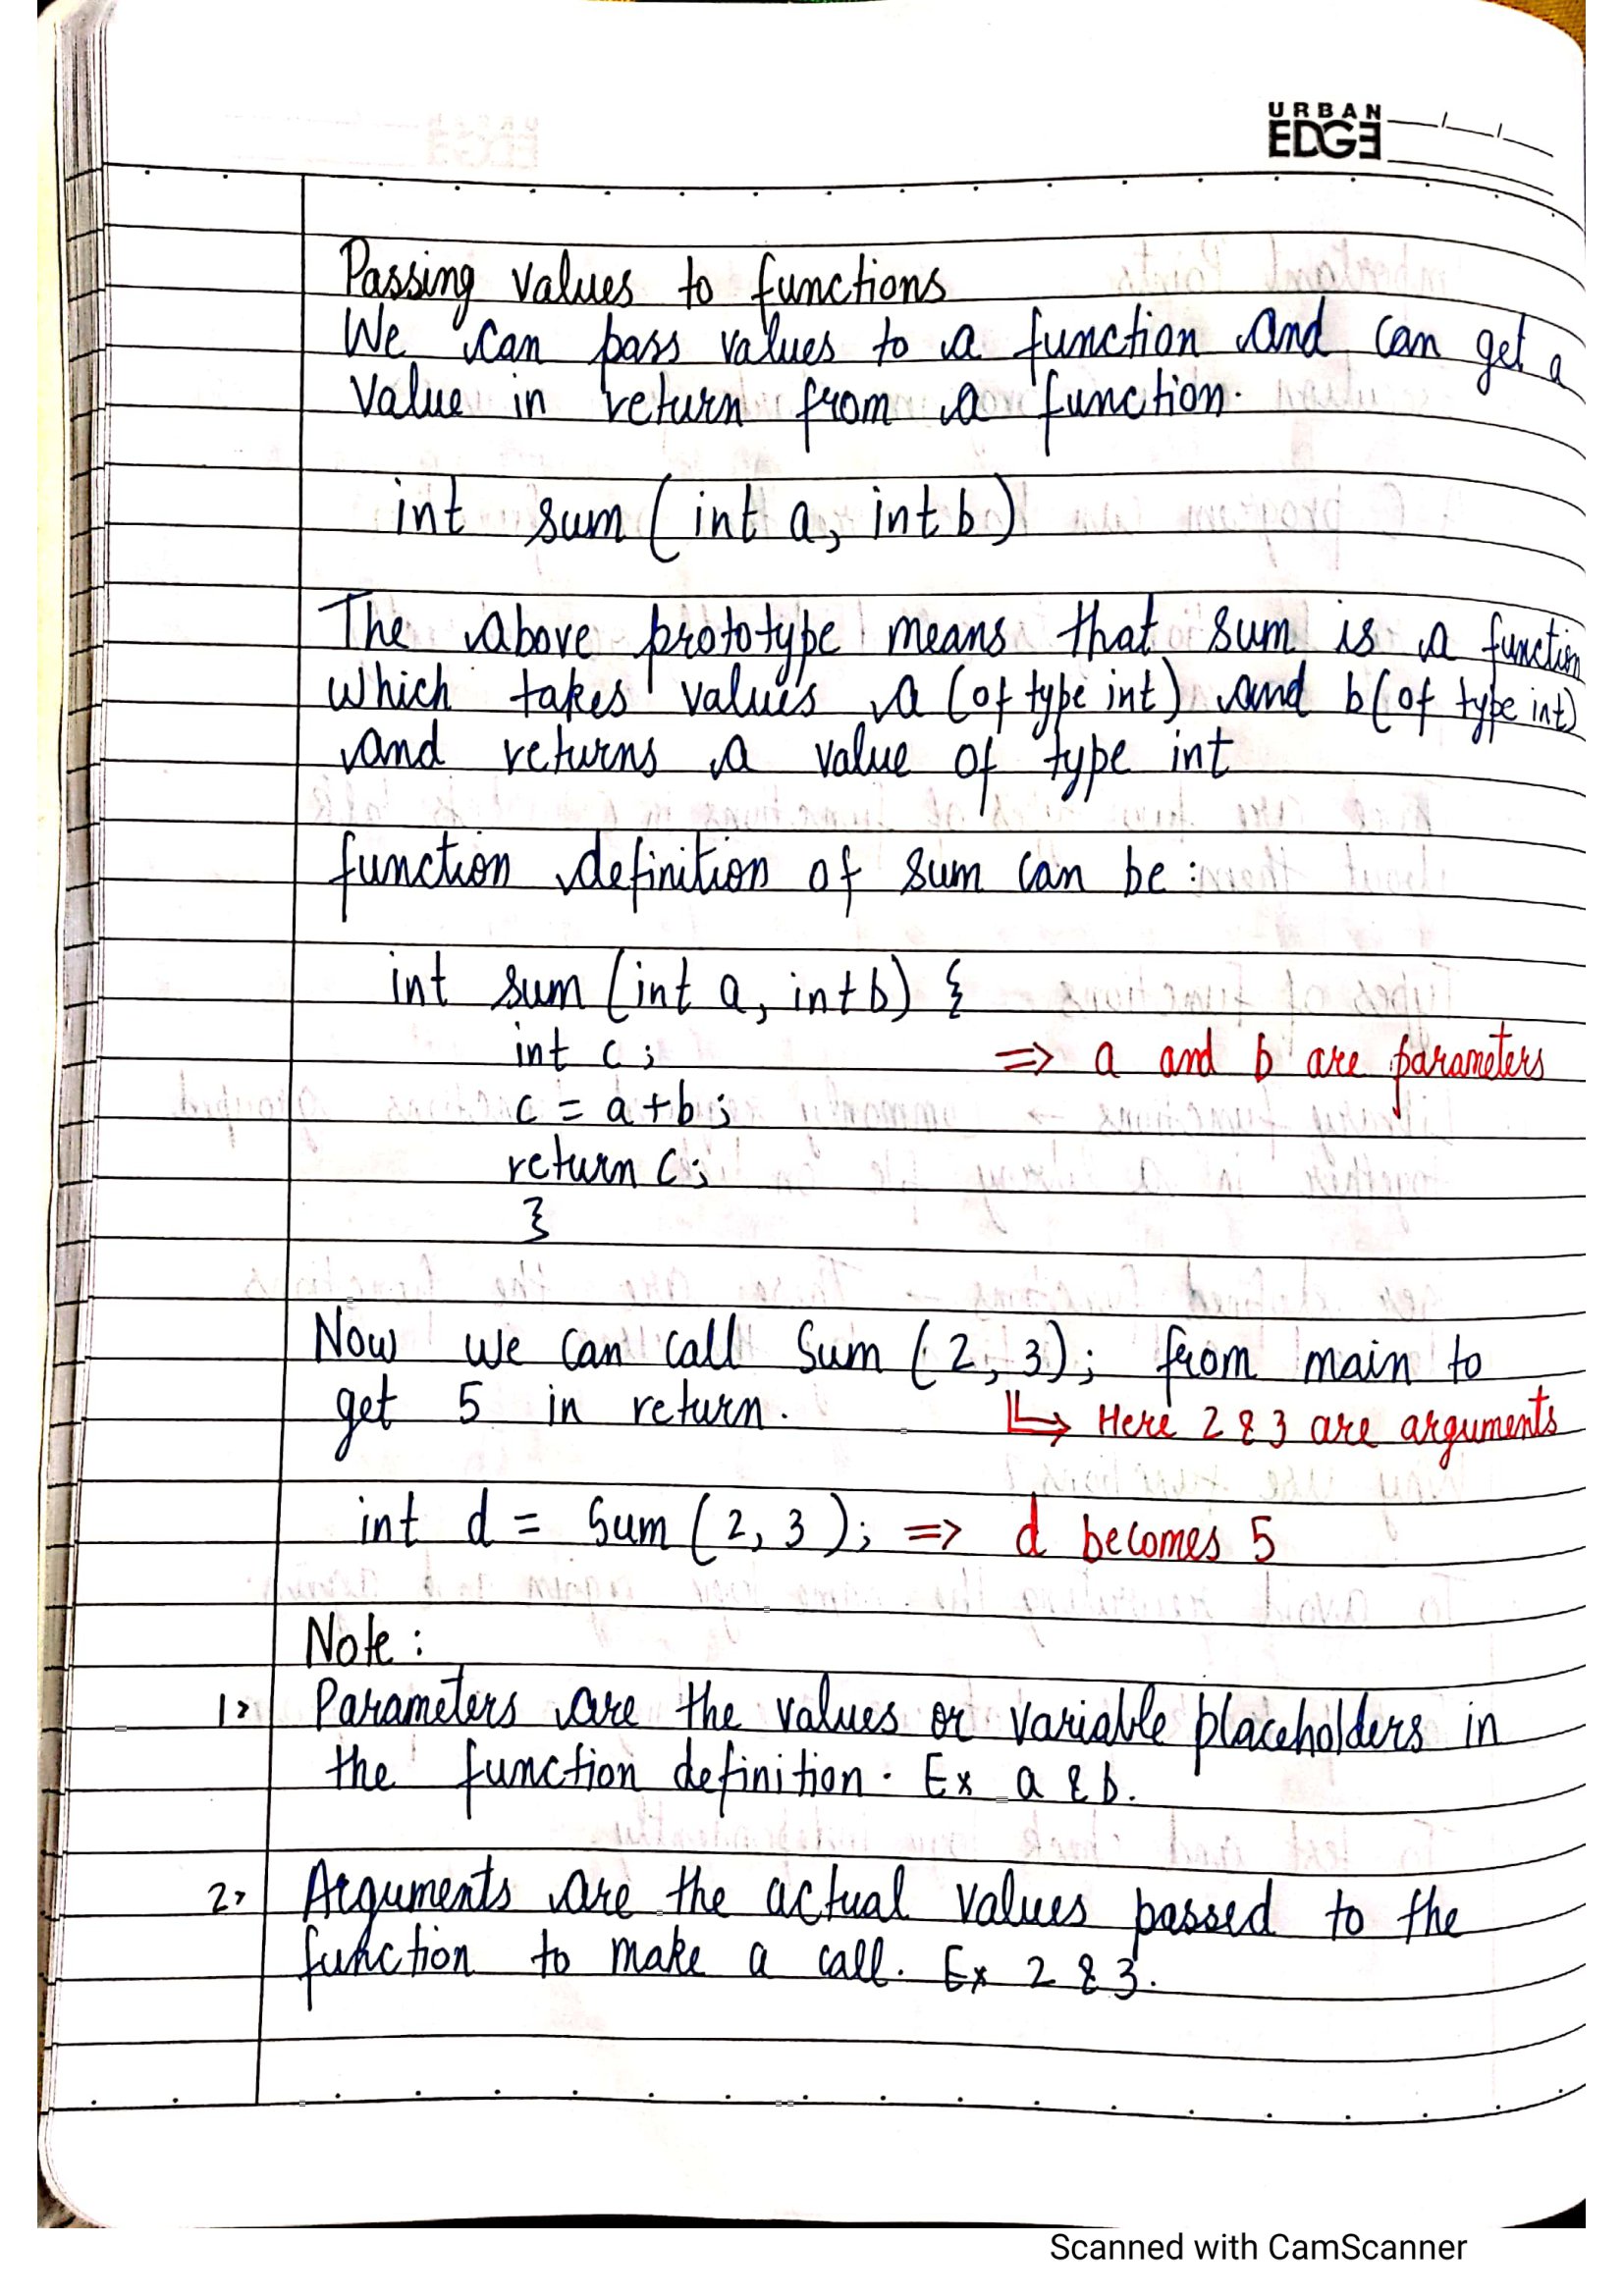 URBAN
EDGE
Passing values to functions
We can pass values to a function and can get a
value in return from a function.
int sum (int a, int b)
The above prototype means that sum is a function
which takes values a (of type int) and b (of type int)
and returns a value of type int
function definition of sum can be :
int sum (int a, int b) {
int c ;
⇒ a and b are parameters
c = a + b ;
return c ;
}
Now we can call Sum (2, 3); from main to
get 5 in return.
↳ Here 2 & 3 are arguments
int d = Sum (2, 3); ⇒ d becomes 5
Note :
1> Parameters are the values or variable placeholders in
the function definition. Ex a & b.
2> Arguments are the actual values passed to the
function to make a call. Ex 2 & 3.
Scanned with CamScanner